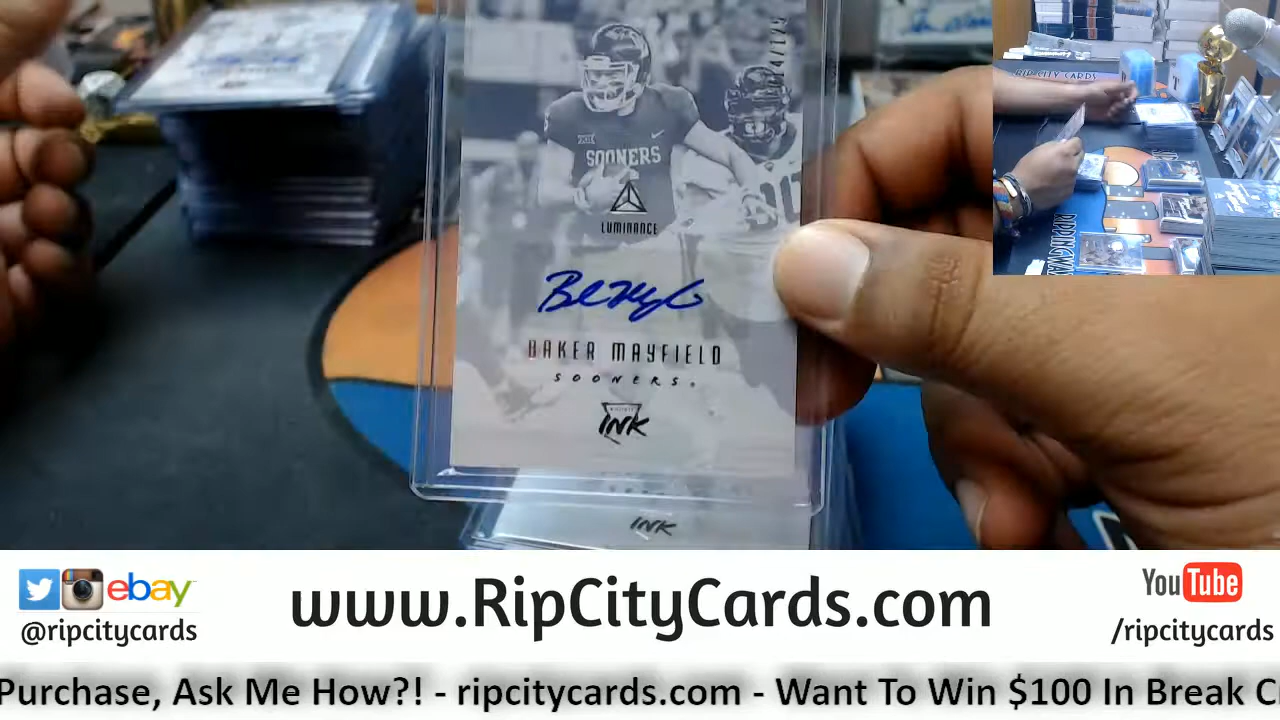 SOONERS
LUMINANCE
BAKER MAYFIELD
SOONERS.
INK
INK
RIP CITY CARDS
RIPPINGWAX
ebay
@ripcitycards
www.RipCityCards.com
YouTube
/ripcitycards
Purchase, Ask Me How?! - ripcitycards.com - Want To Win $100 In Break C